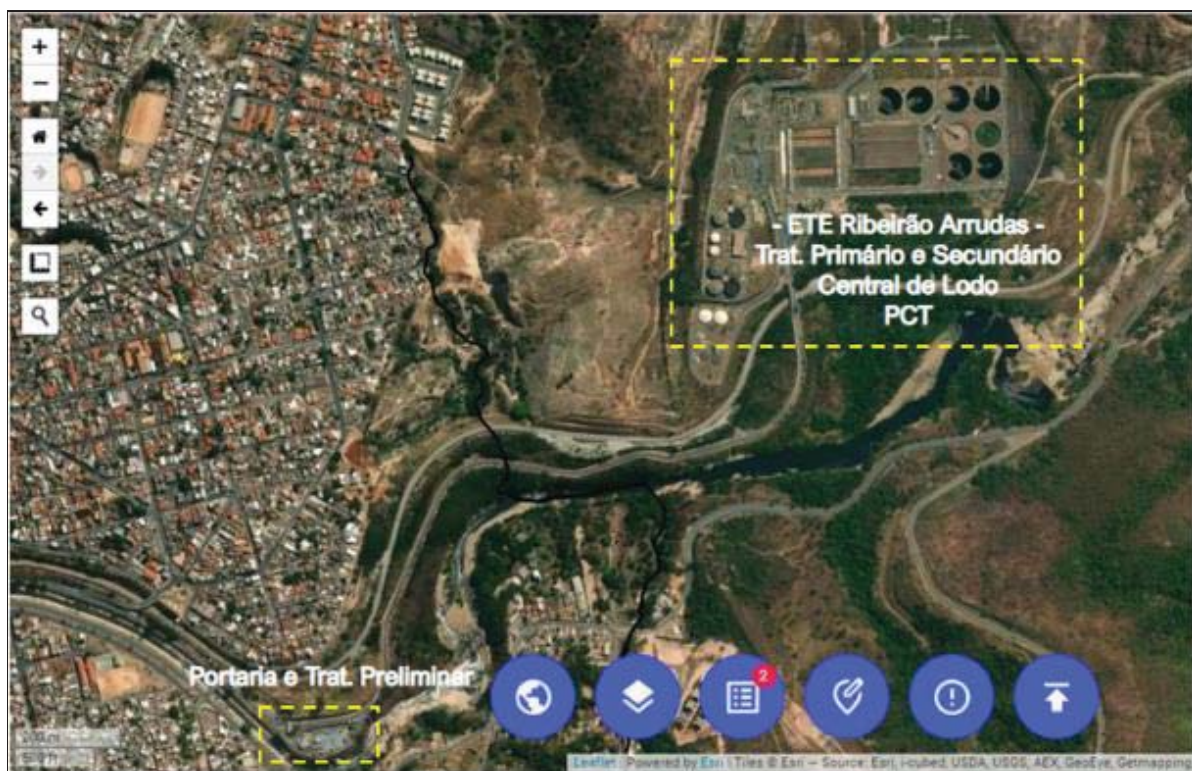 +
−
- ETE Ribeirão Arrudas -
Trat. Primário e Secundário
Central de Lodo
PCT
Portaria e Trat. Preliminar
2
Leaflet | Powered by Esri | Tiles © Esri — Source: Esri, i-cubed, USDA, USGS, AEX, GeoEye, Getmapping